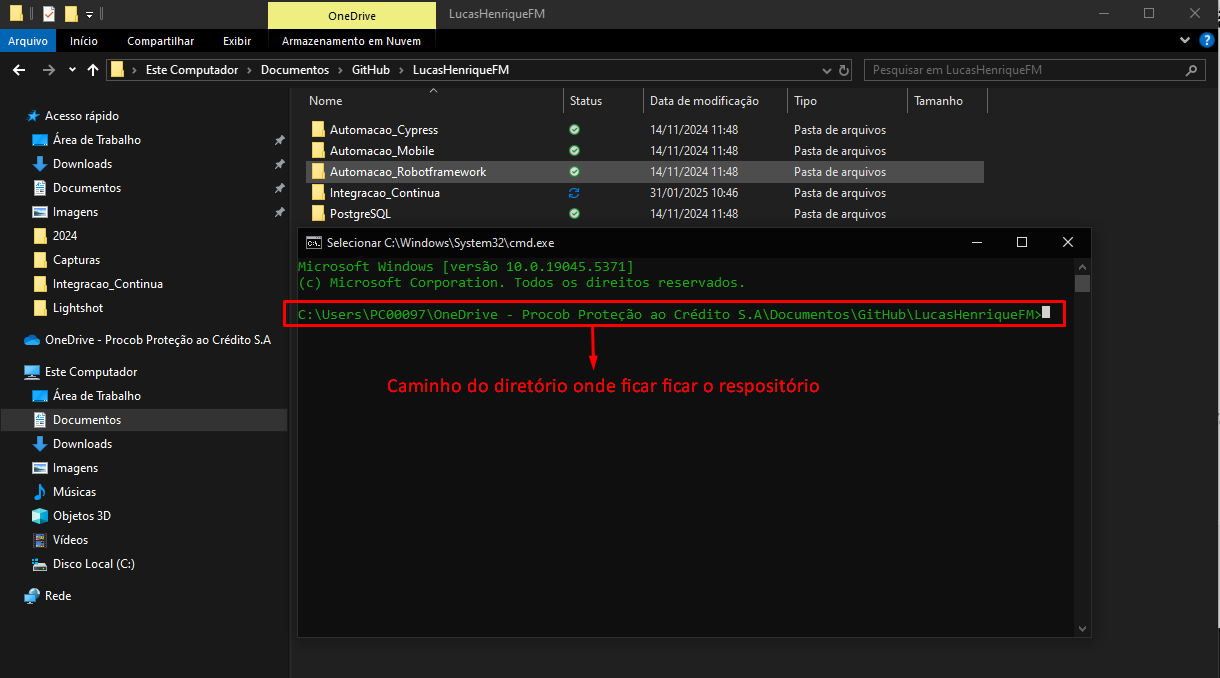 OneDrive
LucasHenriqueFM
Arquivo
Início
Compartilhar
Exibir
Armazenamento em Nuvem
Este Computador > Documentos > GitHub > LucasHenriqueFM
Pesquisar em LucasHenriqueFM
Acesso rápido
Área de Trabalho
Downloads
Documentos
Imagens
2024
Capturas
Integracao_Continua
Lightshot
OneDrive - Procob Proteção ao Crédito S.A
Este Computador
Área de Trabalho
Documentos
Downloads
Imagens
Músicas
Objetos 3D
Vídeos
Disco Local (C:)
Rede
Nome Status Data de modificação Tipo Tamanho
Automacao_Cypress 14/11/2024 11:48 Pasta de arquivos
Automacao_Mobile 14/11/2024 11:48 Pasta de arquivos
Automacao_Robotframework 14/11/2024 11:48 Pasta de arquivos
Integracao_Continua 31/01/2025 10:46 Pasta de arquivos
PostgreSQL 14/11/2024 11:48 Pasta de arquivos
Selecionar C:\Windows\System32\cmd.exe
Microsoft Windows [versão 10.0.19045.5371]
(c) Microsoft Corporation. Todos os direitos reservados.
C:\Users\PC00097\OneDrive - Procob Proteção ao Crédito S.A\Documentos\GitHub\LucasHenriqueFM>
Caminho do diretório onde ficar ficar o respositório